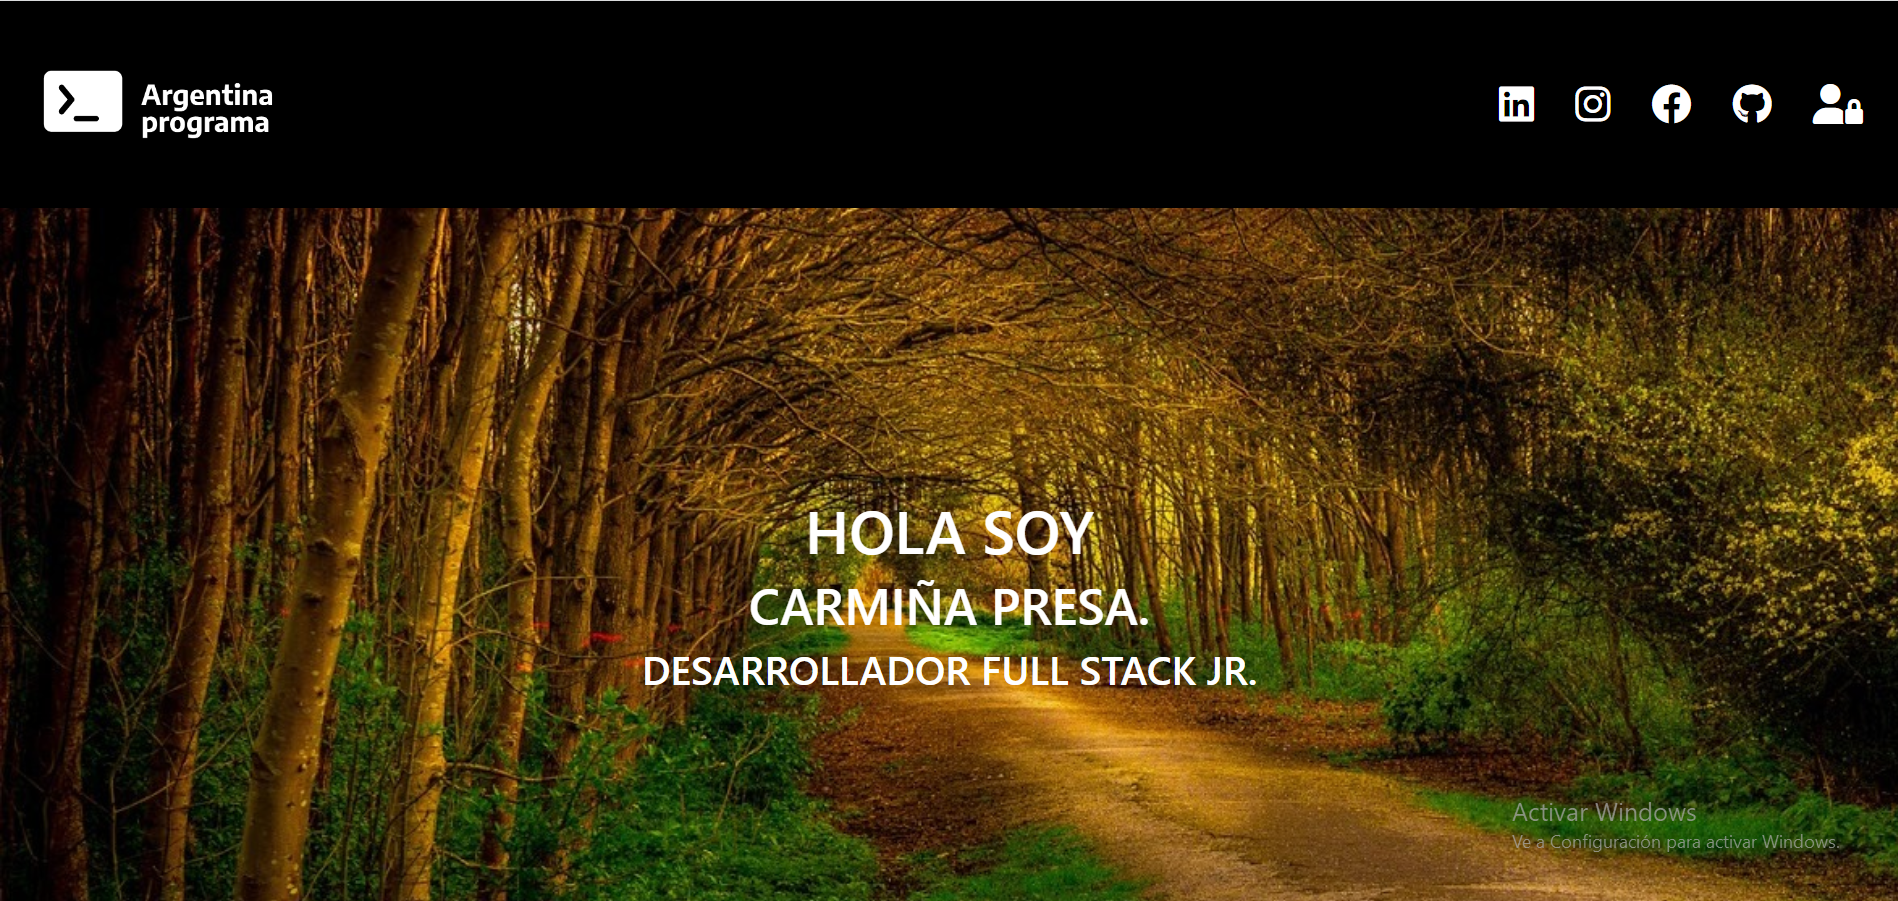 Argentina
programa
HOLA SOY
CARMIÑA PRESA.
DESARROLLADOR FULL STACK JR.
Activar Windows
Ve a Configuración para activar Windows.